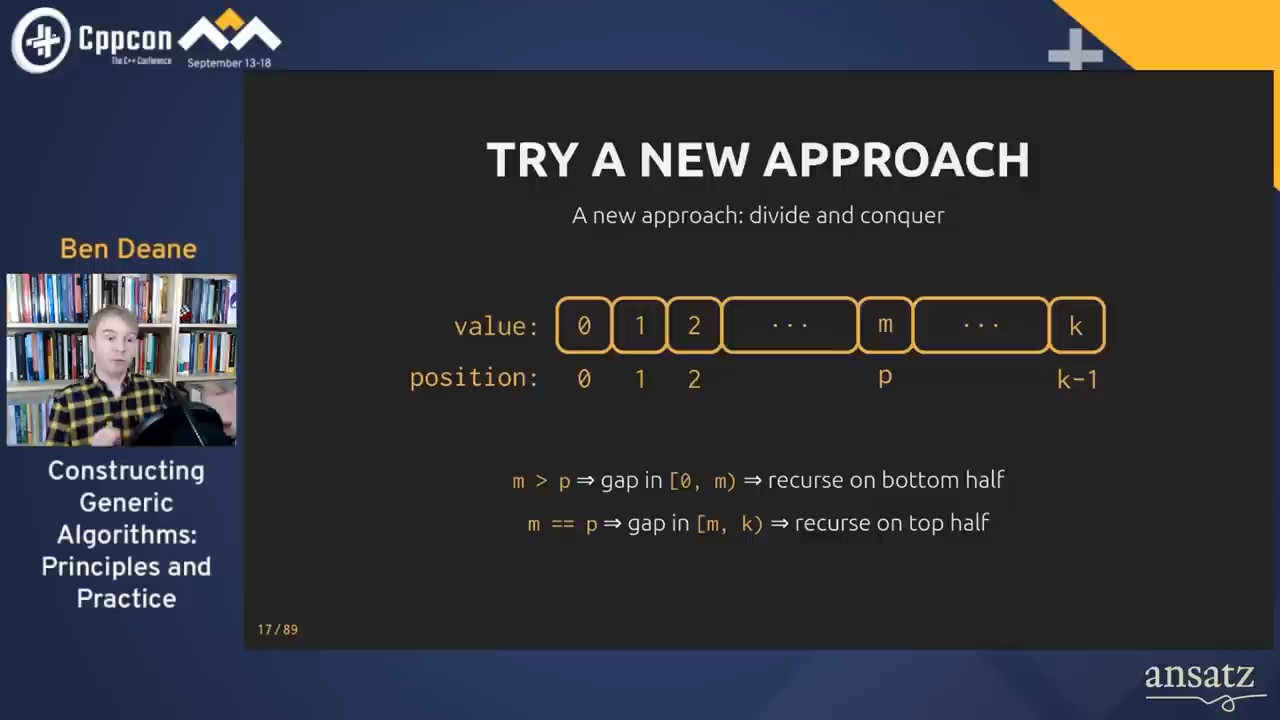 Cppcon
The C++ Conference
September 13-18
TRY A NEW APPROACH
A new approach: divide and conquer
value: 0 1 2 ··· m ··· k
position: 0 1 2 p k-1
m > p ⇒ gap in [0, m) ⇒ recurse on bottom half
m == p ⇒ gap in [m, k) ⇒ recurse on top half
17/89
Ben Deane
Constructing
Generic
Algorithms:
Principles and
Practice
ansatz